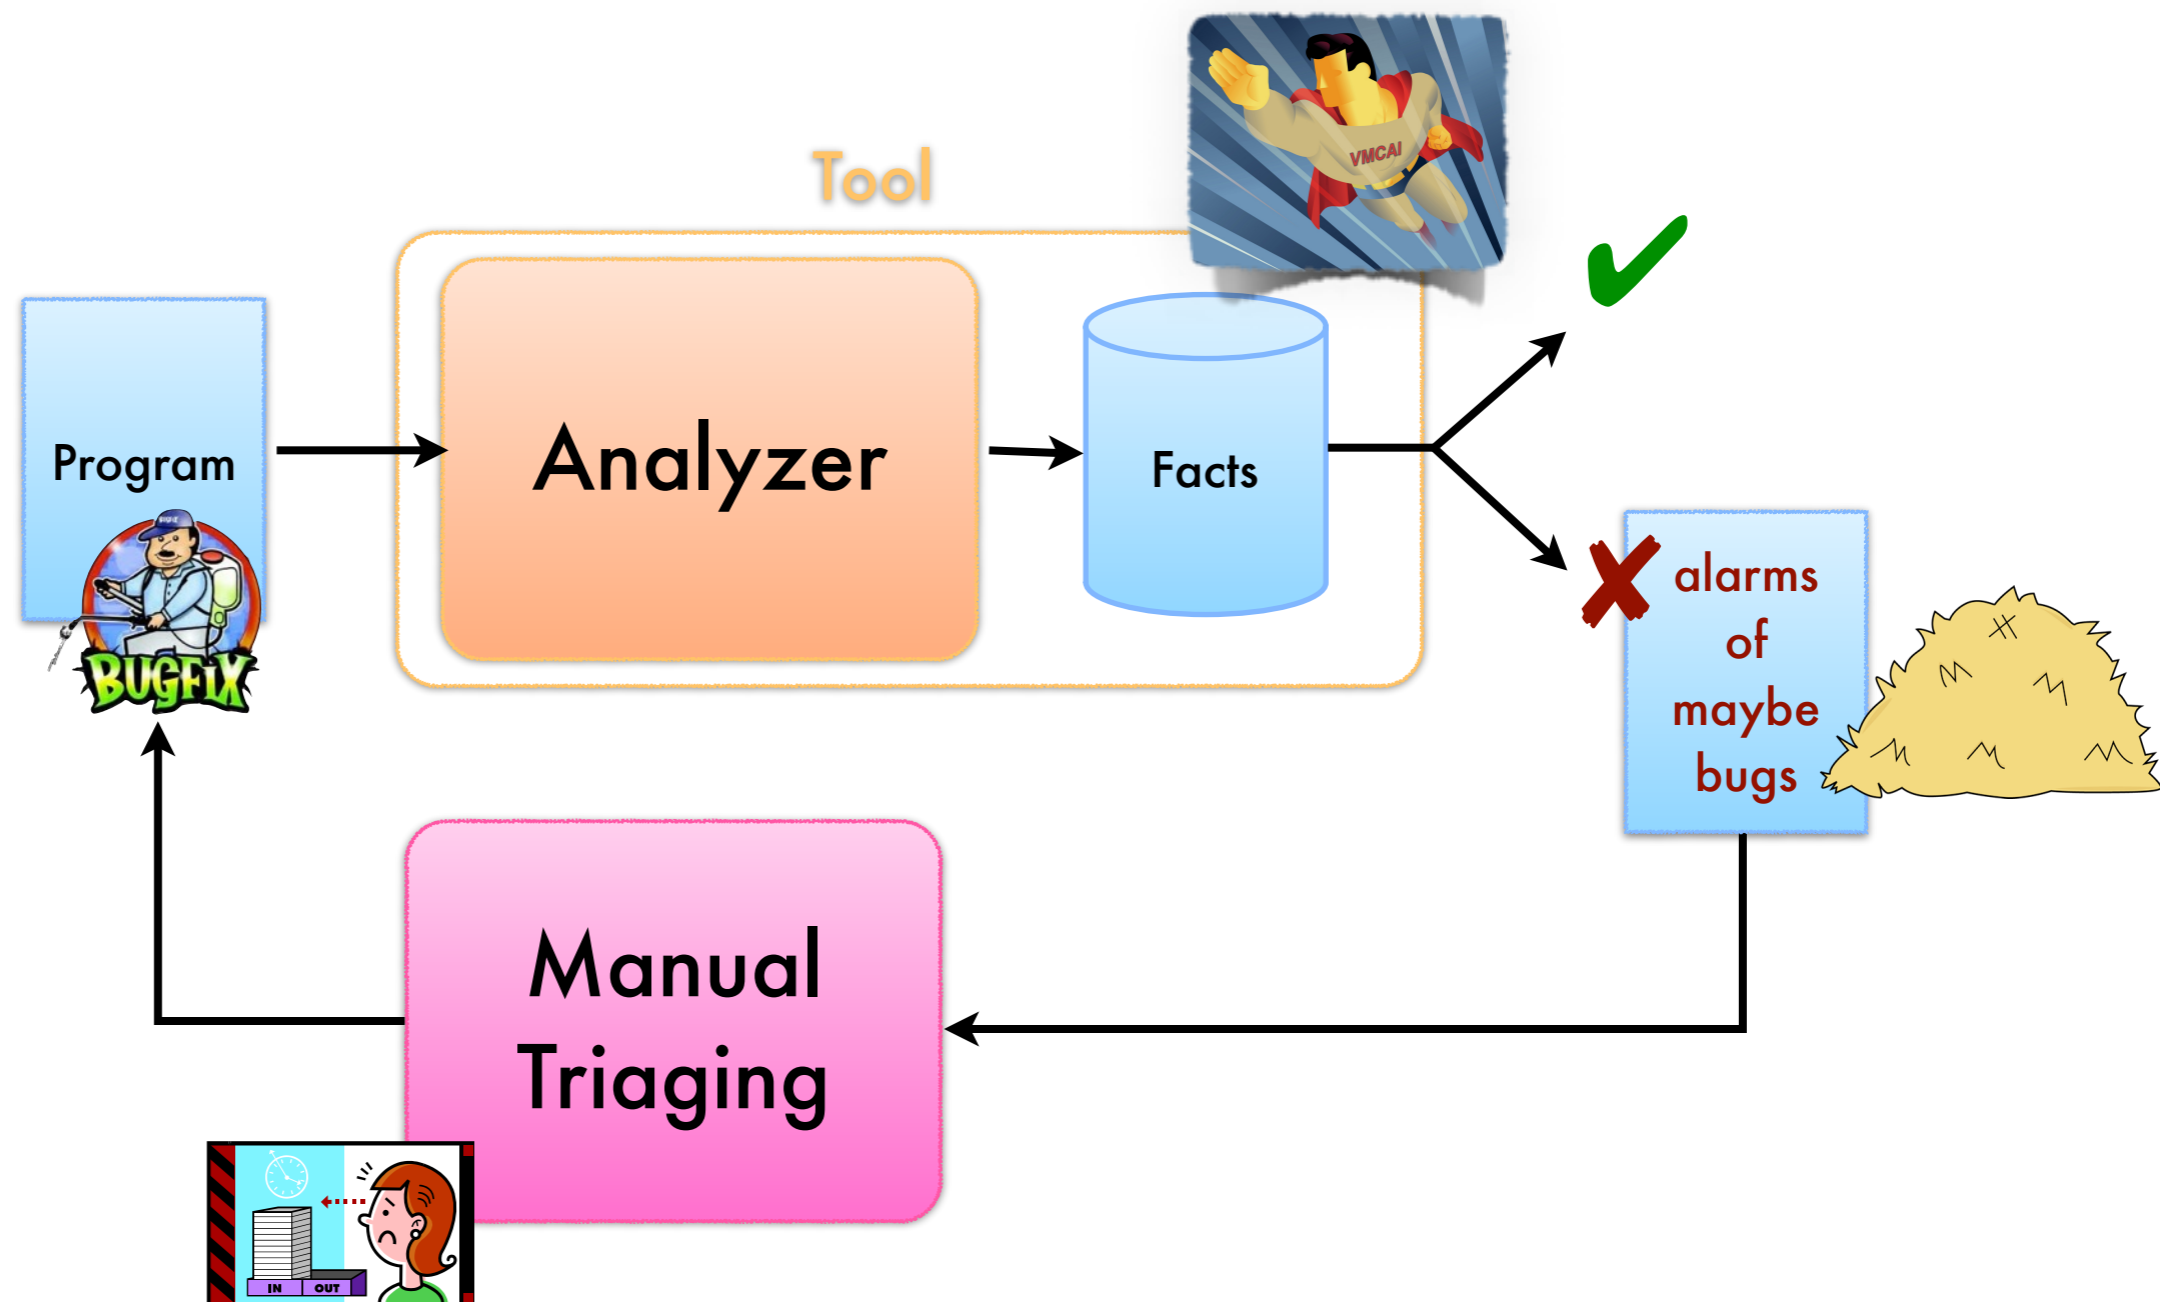 Tool
VMCAI
Program
Analyzer
Facts
BUGFIX
alarms
of
maybe
bugs
Manual
Triaging
IN
OUT